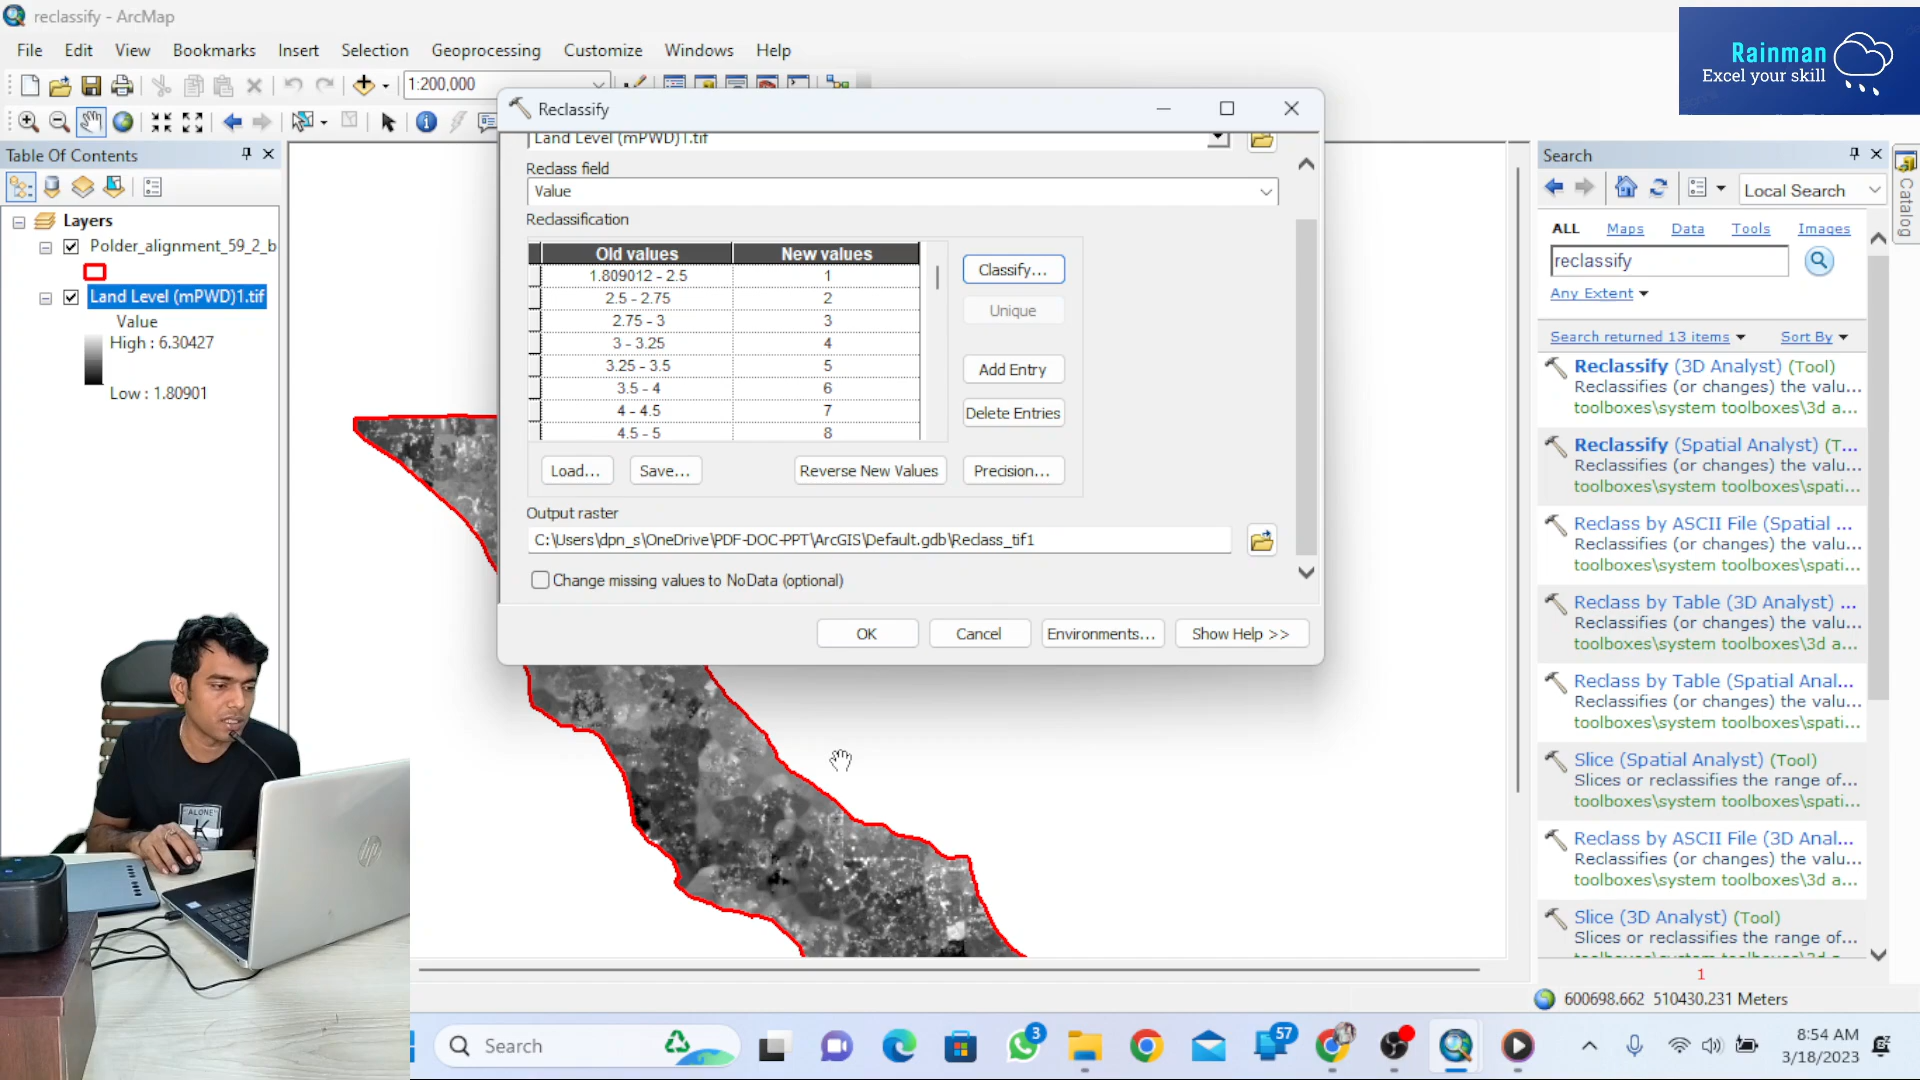 reclassify - ArcMap
Rainman
Excel your skill
File Edit View Bookmarks Insert Selection Geoprocessing Customize Windows Help
1:200,000
Table Of Contents
Layers
Polder_alignment_59_2_b
Land Level (mPWD)1.tif
Value
High : 6.30427
Low : 1.80901
Reclassify
Land Level (mPWD)1.tif
Reclass field
Value
Reclassification
Old values New values
1.809012 - 2.5 1
2.5 - 2.75 2
2.75 - 3 3
3 - 3.25 4
3.25 - 3.5 5
3.5 - 4 6
4 - 4.5 7
4.5 - 5 8
Classify...
Unique
Add Entry
Delete Entries
Load... Save... Reverse New Values Precision...
Output raster
C:\Users\dpn_s\OneDrive\PDF-DOC-PPT\ArcGIS\Default.gdb\Reclass_tif1
Change missing values to NoData (optional)
OK Cancel Environments... Show Help >>
Search
Local Search
ALL Maps Data Tools Images
reclassify
Any Extent
Search returned 13 items Sort By
Reclassify (3D Analyst) (Tool)
Reclassifies (or changes) the valu...
toolboxes\system toolboxes\3d a...
Reclassify (Spatial Analyst) (T...
Reclassifies (or changes) the valu...
toolboxes\system toolboxes\spati...
Reclass by ASCII File (Spatial ...
Reclassifies (or changes) the valu...
toolboxes\system toolboxes\spati...
Reclass by Table (3D Analyst) ...
Reclassifies (or changes) the valu...
toolboxes\system toolboxes\3d a...
Reclass by Table (Spatial Anal...
Reclassifies (or changes) the valu...
toolboxes\system toolboxes\spati...
Slice (Spatial Analyst) (Tool)
Slices or reclassifies the range of...
toolboxes\system toolboxes\spati...
Reclass by ASCII File (3D Anal...
Reclassifies (or changes) the valu...
toolboxes\system toolboxes\3d a...
Slice (3D Analyst) (Tool)
Slices or reclassifies the range of...
1
Catalog
600698.662 510430.231 Meters
ALONE
K
hp
Search
3
57
8:54 AM
3/18/2023